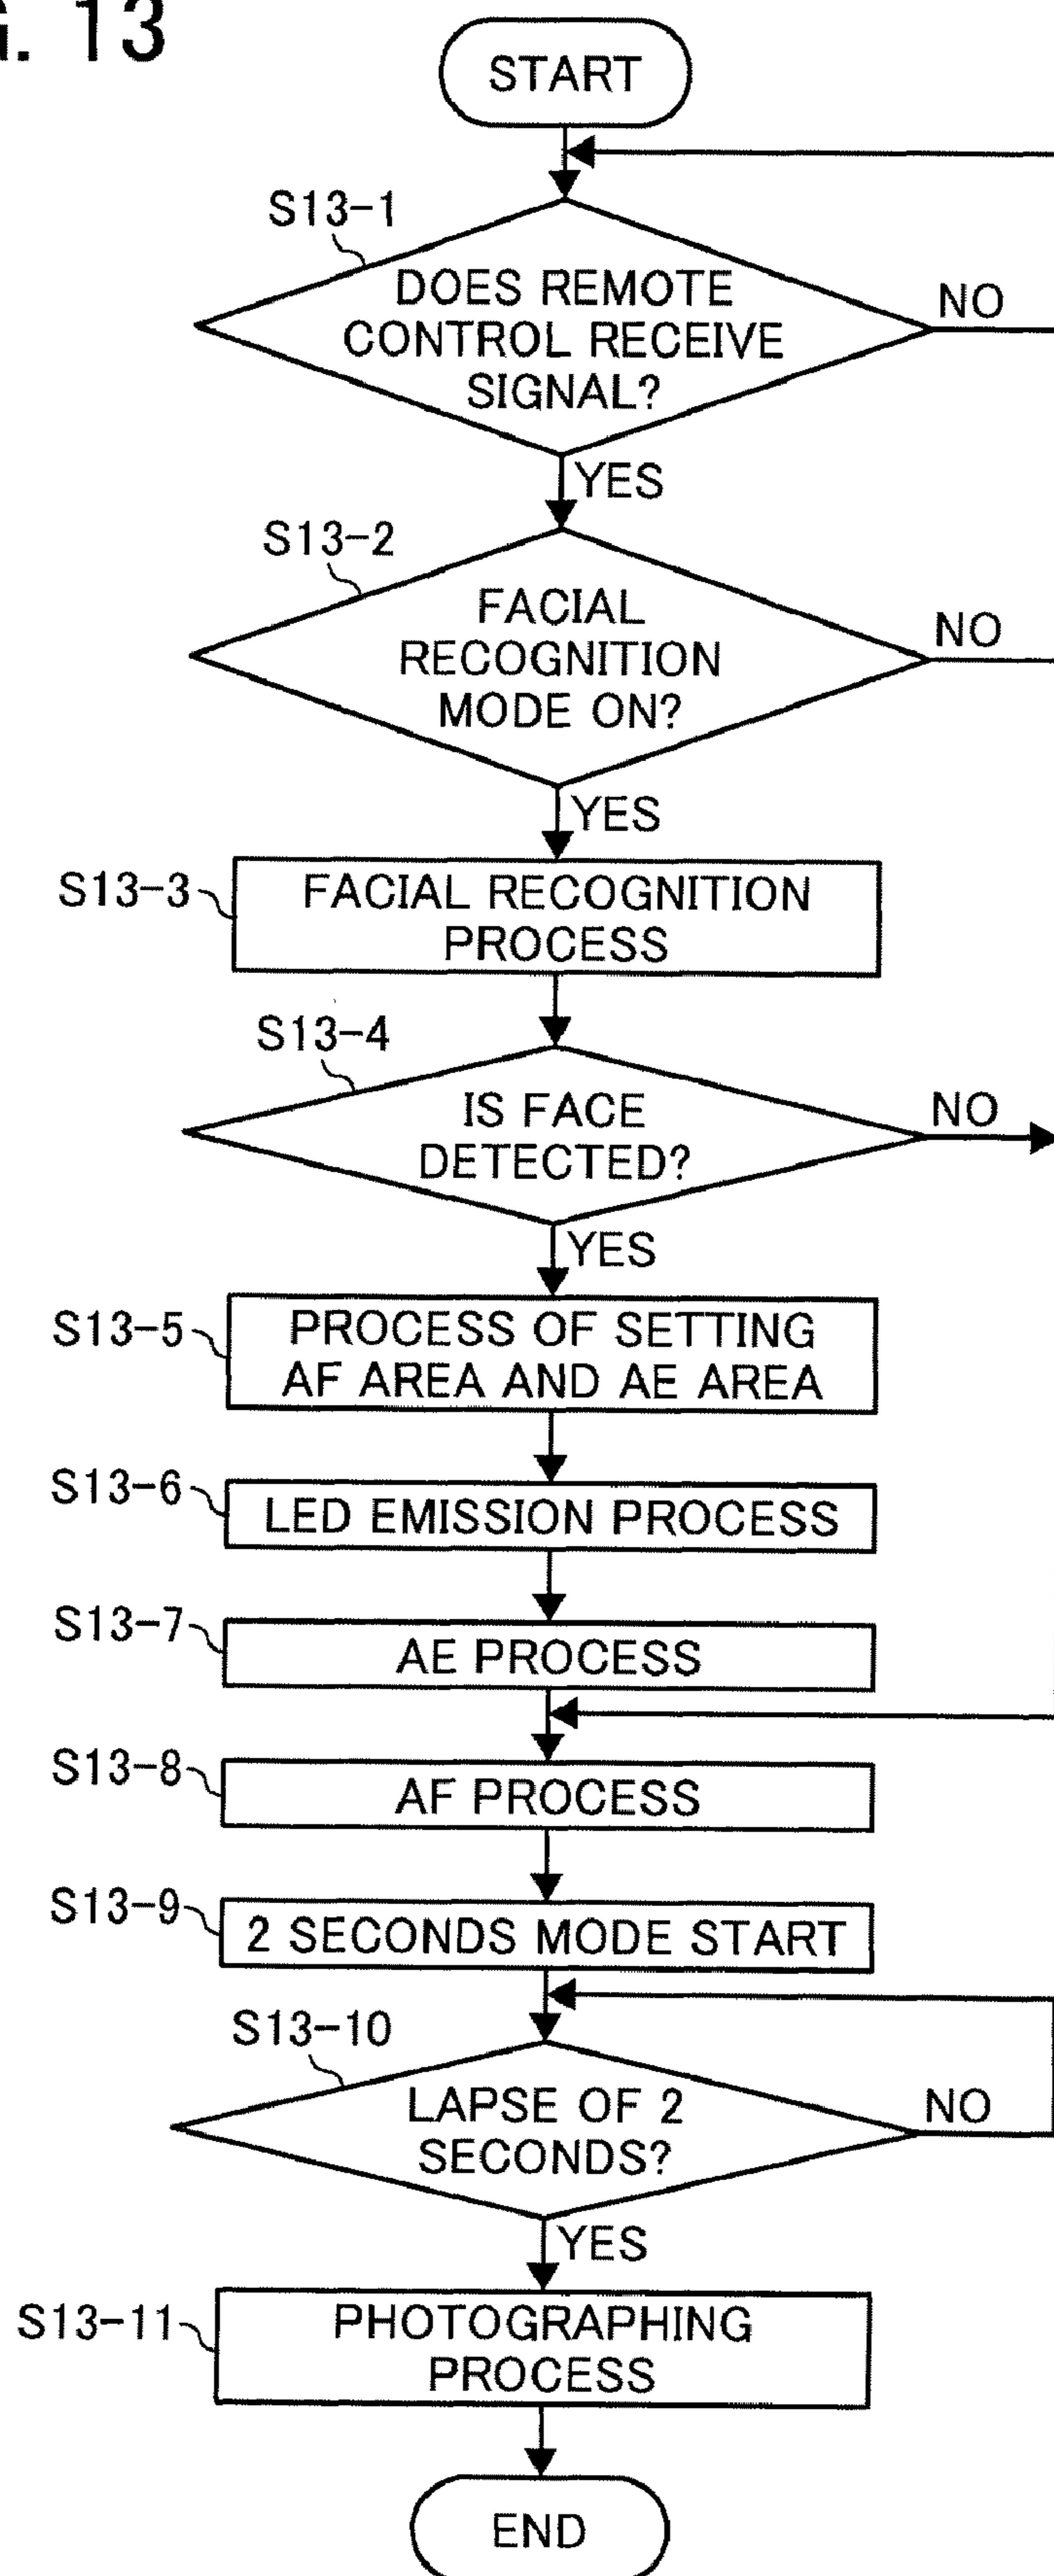 G. 13
START
S13-1
DOES REMOTE
CONTROL RECEIVE
SIGNAL?
NO
YES
S13-2
FACIAL
RECOGNITION
MODE ON?
NO
YES
S13-3
FACIAL RECOGNITION
PROCESS
S13-4
IS FACE
DETECTED?
NO
YES
S13-5
PROCESS OF SETTING
AF AREA AND AE AREA
S13-6
LED EMISSION PROCESS
S13-7
AE PROCESS
S13-8
AF PROCESS
S13-9
2 SECONDS MODE START
S13-10
LAPSE OF 2
SECONDS?
NO
YES
S13-11
PHOTOGRAPHING
PROCESS
END